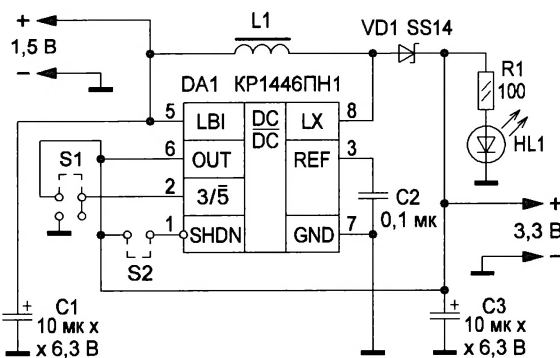 +
1,5 В
−
L1
VD1 SS14
R1
100
HL1
DA1 КР1446ПН1
5
LBI
DC
DC
LX
8
6
OUT
REF
3
S1
2
3/5̅
C2
0,1 мк
1
SHDN
GND
7
S2
+
3,3 В
−
+
C1
10 мк х
х 6,3 В
+
C3
10 мк х
х 6,3 В